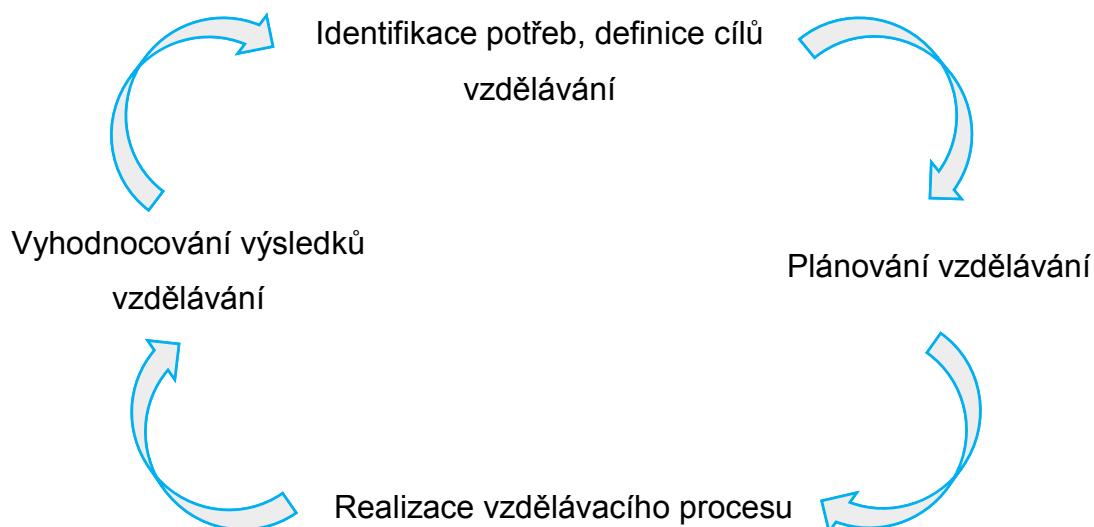 Identifikace potřeb, definice cílů
vzdělávání
Plánování vzdělávání
Realizace vzdělávacího procesu
Vyhodnocování výsledků
vzdělávání